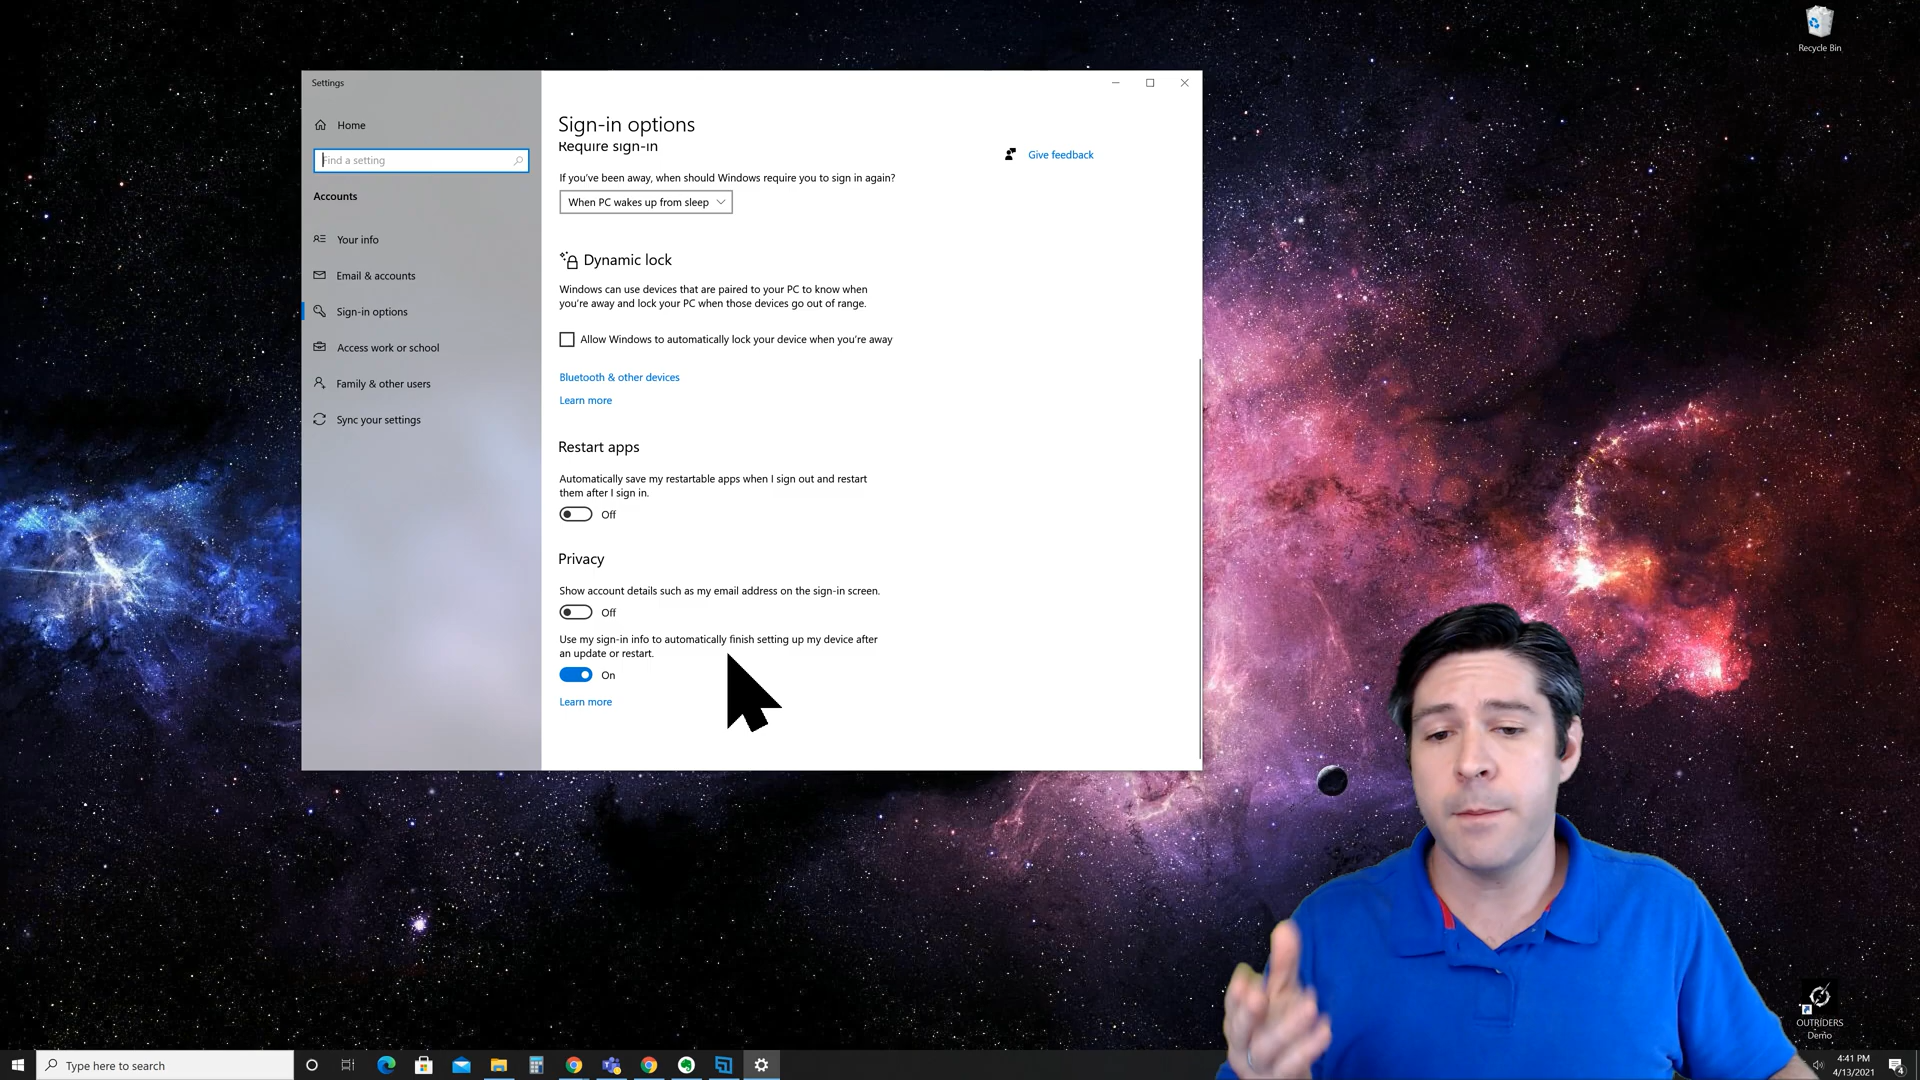 Recycle Bin
Settings
Home
Find a setting
Accounts
Your info
Email & accounts
Sign-in options
Access work or school
Family & other users
Sync your settings
Sign-in options
Require sign-in
Give feedback
If you've been away, when should Windows require you to sign in again?
When PC wakes up from sleep
Dynamic lock
Windows can use devices that are paired to your PC to know when
you're away and lock your PC when those devices go out of range.
Allow Windows to automatically lock your device when you're away
Bluetooth & other devices
Learn more
Restart apps
Automatically save my restartable apps when I sign out and restart
them after I sign in.
Off
Privacy
Show account details such as my email address on the sign-in screen.
Off
Use my sign-in info to automatically finish setting up my device after
an update or restart.
On
Learn more
OUTRIDERS
Demo
Type here to search
4:41 PM
4/13/2021
4